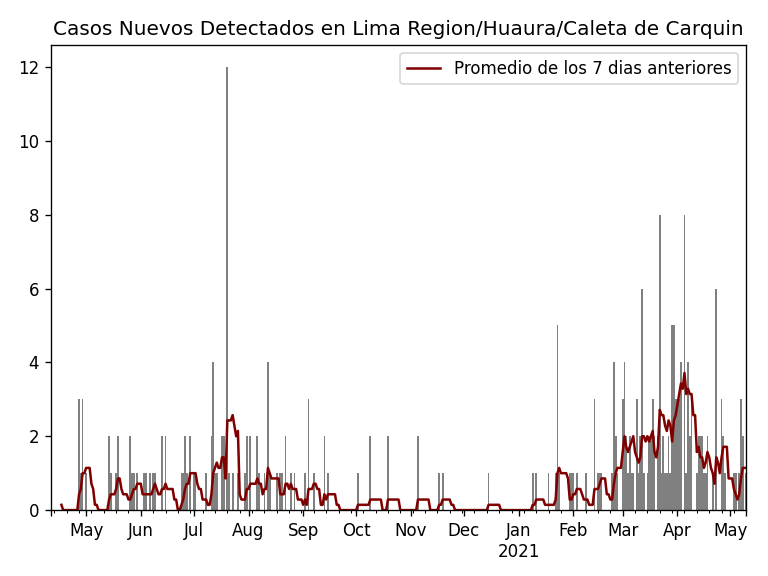 Casos Nuevos Detectados en Lima Region/Huaura/Caleta de Carquin
Promedio de los 7 dias anteriores
12
10
8
6
4
2
0
May Jun Jul Aug Sep Oct Nov Dec Jan Feb Mar Apr May
2021